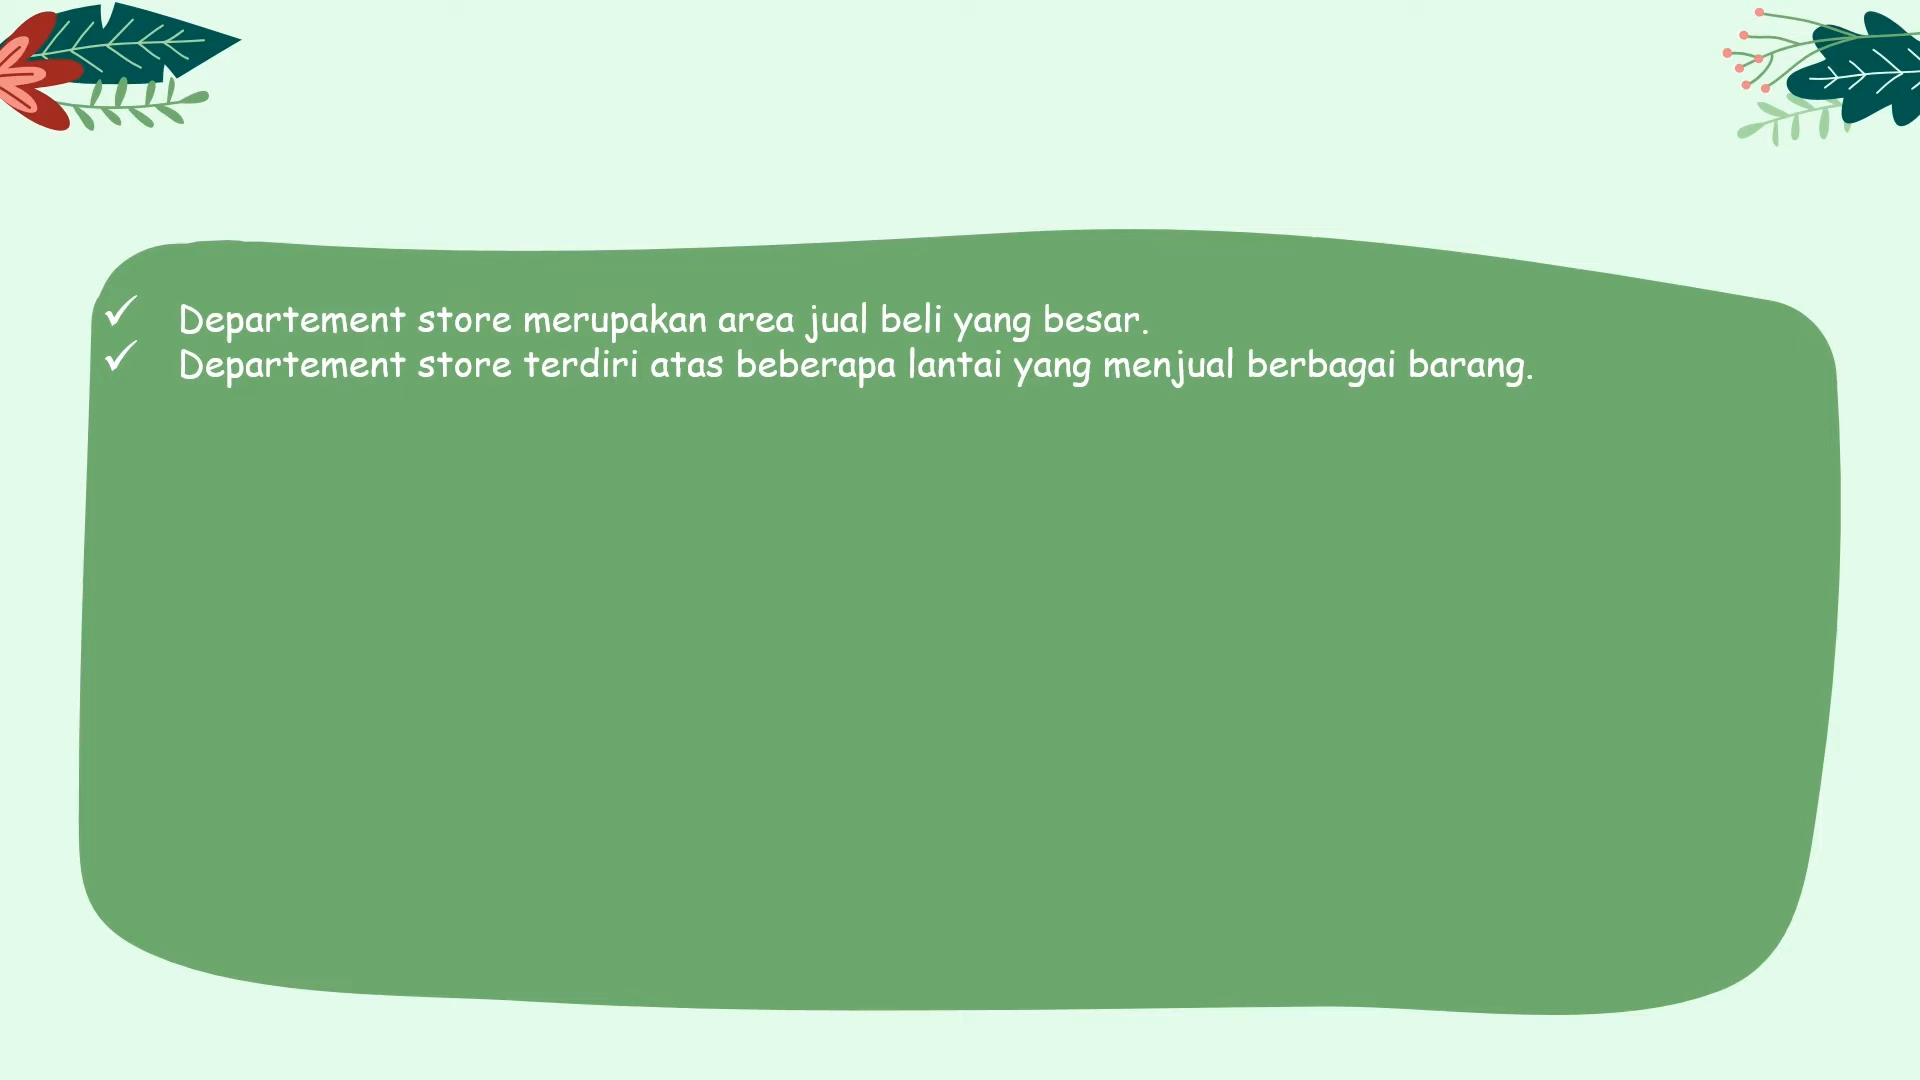 ✓ Departement store merupakan area jual beli yang besar.
✓ Departement store terdiri atas beberapa lantai yang menjual berbagai barang.